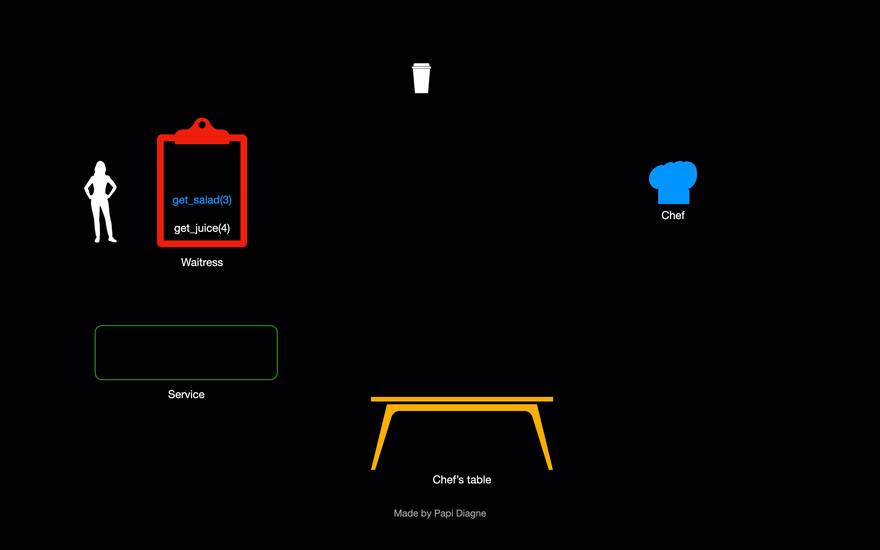 get_salad(3)
get_juice(4)
Waitress
Chef
Service
Chef's table
Made by Papi Diagne